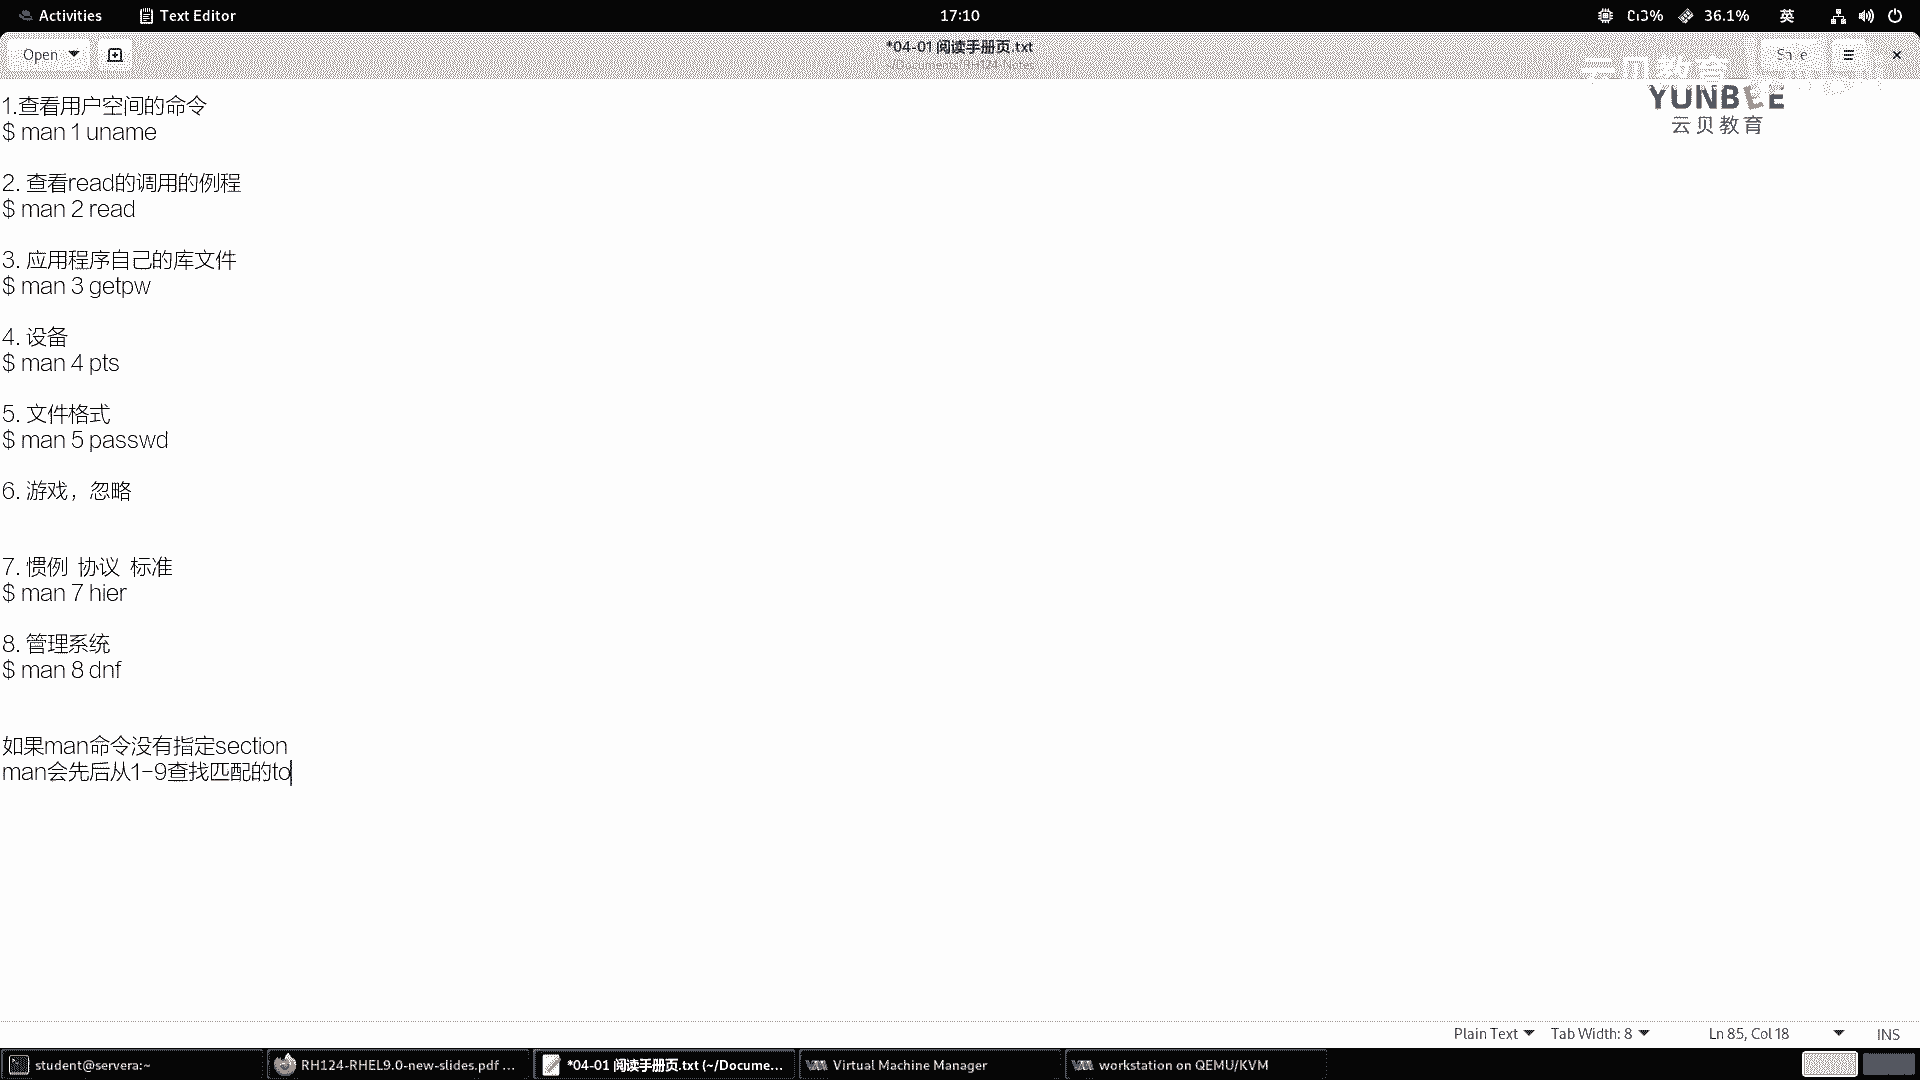 Activities
Text Editor
17:10
36.1%
英
Open
*04-01 阅读手册页.txt
~/Documents/RH124-Notes
Save
云贝教育
YUNBEE
云贝教育
1.查看用户空间的命令
$ man 1 uname
2. 查看read的调用的例程
$ man 2 read
3. 应用程序自己的库文件
$ man 3 getpw
4. 设备
$ man 4 pts
5. 文件格式
$ man 5 passwd
6. 游戏，忽略
7. 惯例 协议 标准
$ man 7 hier
8. 管理系统
$ man 8 dnf
如果man命令没有指定section
man会先后从1-9查找匹配的to
Plain Text
Tab Width: 8
Ln 85, Col 18
INS
student@servera:~
RH124-RHEL9.0-new-slides.pdf ...
*04-01 阅读手册页.txt (~/Docume...
Virtual Machine Manager
workstation on QEMU/KVM